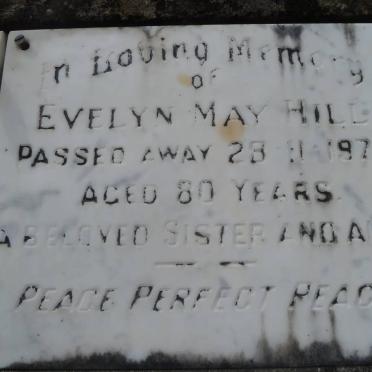 In Loving Memory
of
EVELYN MAY HILL
PASSED AWAY 28 11 197
AGED 80 YEARS.
A BELOVED SISTER AND A
PEACE PERFECT PEAC